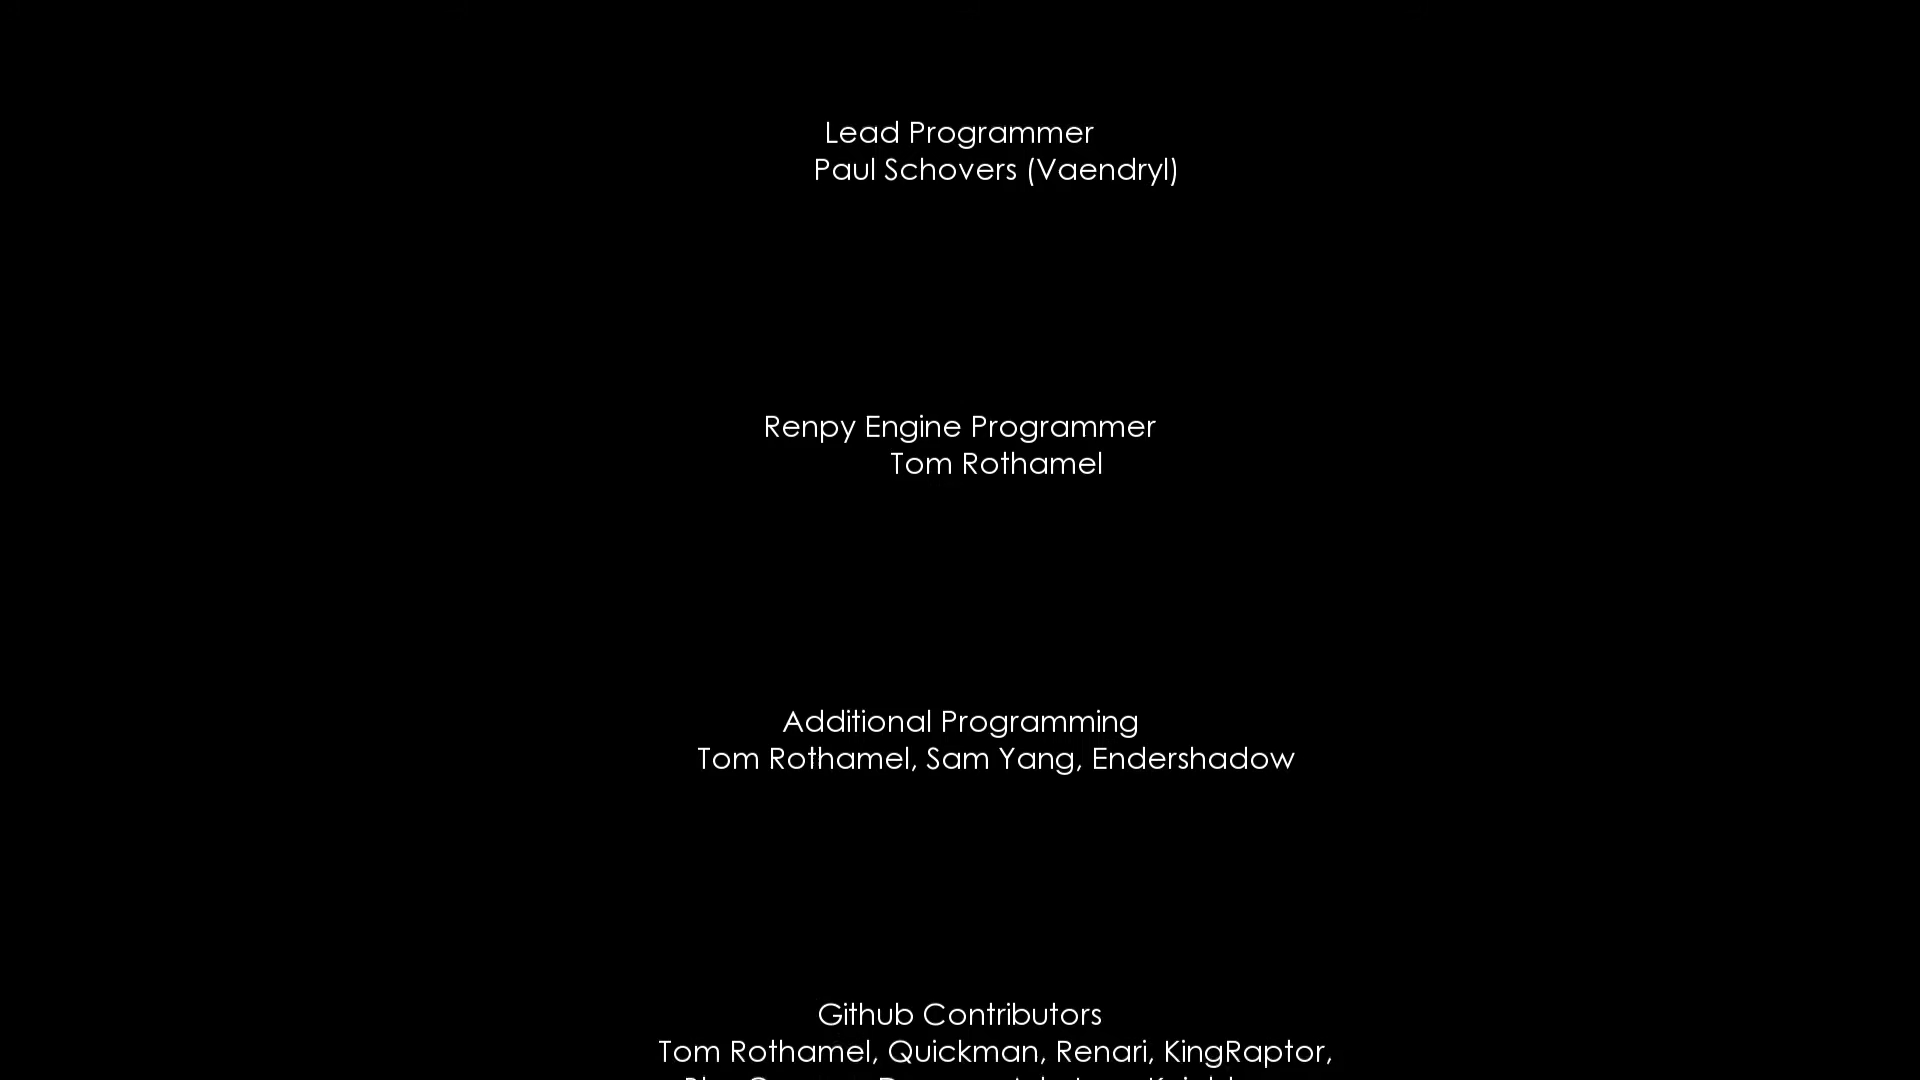 Lead Programmer
Paul Schovers (Vaendryl)
Renpy Engine Programmer
Tom Rothamel
Additional Programming
Tom Rothamel, Sam Yang, Endershadow
Github Contributors
Tom Rothamel, Quickman, Renari, KingRaptor,